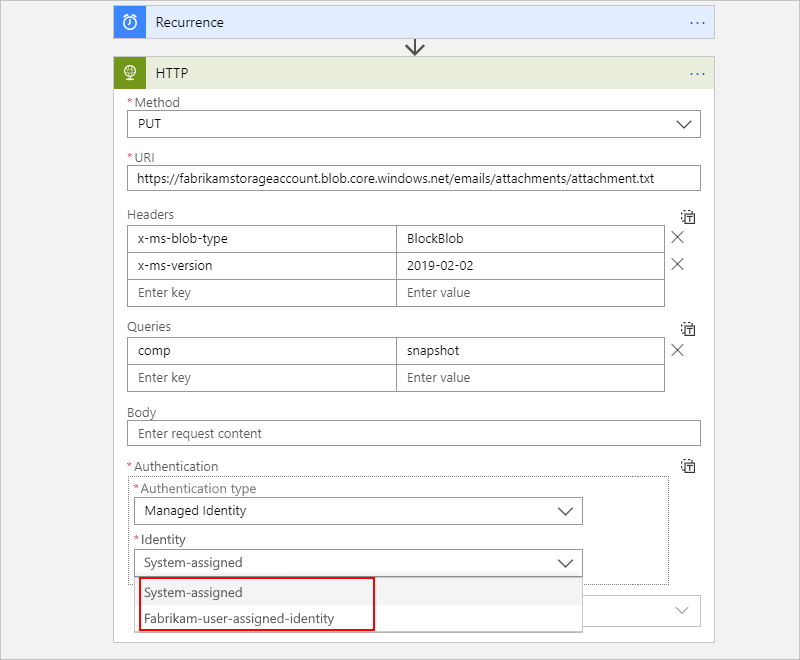 Recurrence ...
HTTP ...
* Method
PUT
* URI
https://fabrikamstorageaccount.blob.core.windows.net/emails/attachments/attachment.txt
Headers
x-ms-blob-type BlockBlob
x-ms-version 2019-02-02
Enter key Enter value
Queries
comp snapshot
Enter key Enter value
Body
Enter request content
* Authentication
* Authentication type
Managed Identity
* Identity
System-assigned
System-assigned
Fabrikam-user-assigned-identity